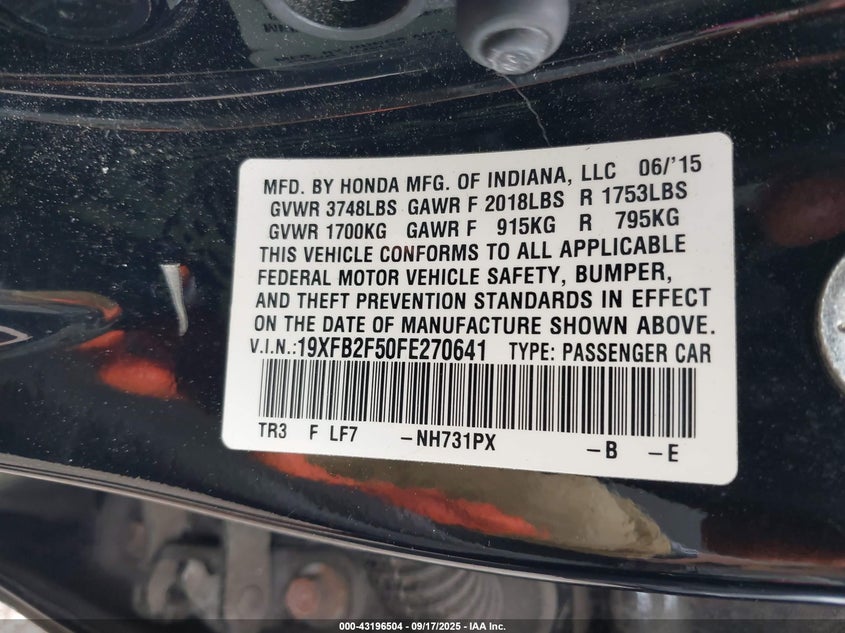 MFD. BY HONDA MFG. OF INDIANA, LLC 06/'15
GVWR 3748LBS GAWR F 2018LBS R 1753LBS
GVWR 1700KG GAWR F 915KG R 795KG
THIS VEHICLE CONFORMS TO ALL APPLICABLE
FEDERAL MOTOR VEHICLE SAFETY, BUMPER,
AND THEFT PREVENTION STANDARDS IN EFFECT
ON THE DATE OF MANUFACTURE SHOWN ABOVE.
V.I.N.:19XFB2F50FE270641 TYPE: PASSENGER CAR
TR3 F LF7 -NH731PX -B -E
000-43196504 - 09/17/2025 - IAA Inc.